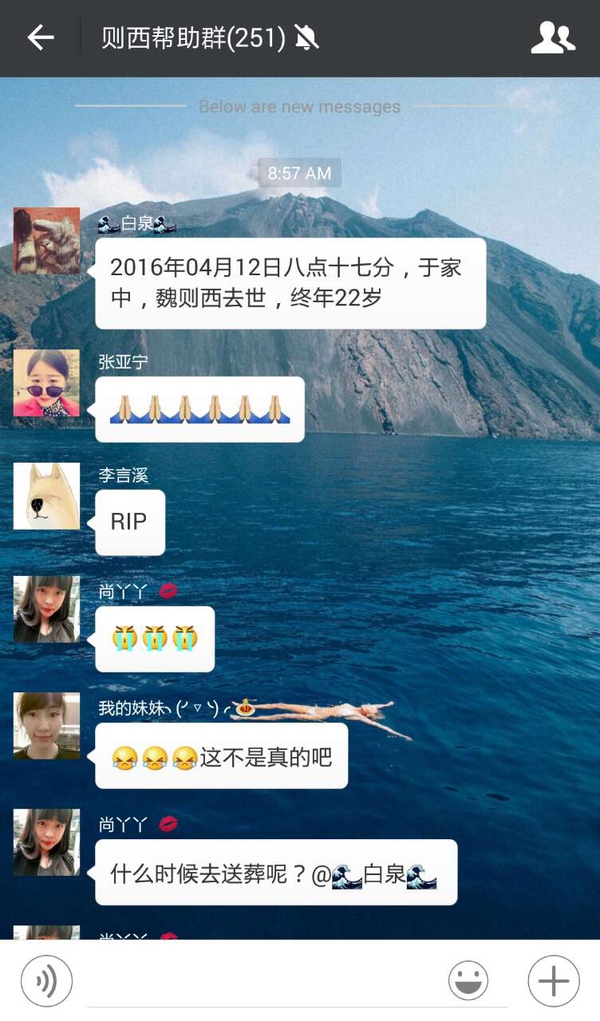 则西帮助群(251)
Below are new messages
8:57 AM
🌊白泉🌊
2016年04月12日八点十七分，于家
中，魏则西去世，终年22岁
张亚宁
🙏🙏🙏🙏🙏🙏
李言溪
RIP
尚丫丫 💋
😭😭😭
我的妹妹
😭😭😭这不是真的吧
尚丫丫 💋
什么时候去送葬呢？@🌊白泉🌊
尚丫丫 💋